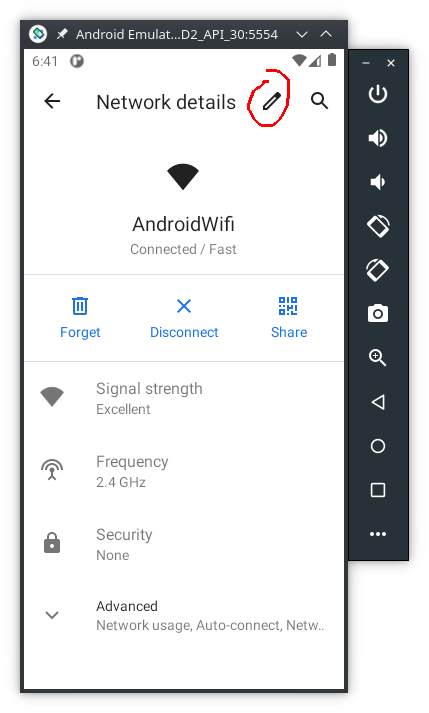 Android Emulat...D2_API_30:5554
6:41
Network details
AndroidWifi
Connected / Fast
Forget
Disconnect
Share
Signal strength
Excellent
Frequency
2.4 GHz
Security
None
Advanced
Network usage, Auto-connect, Netw..